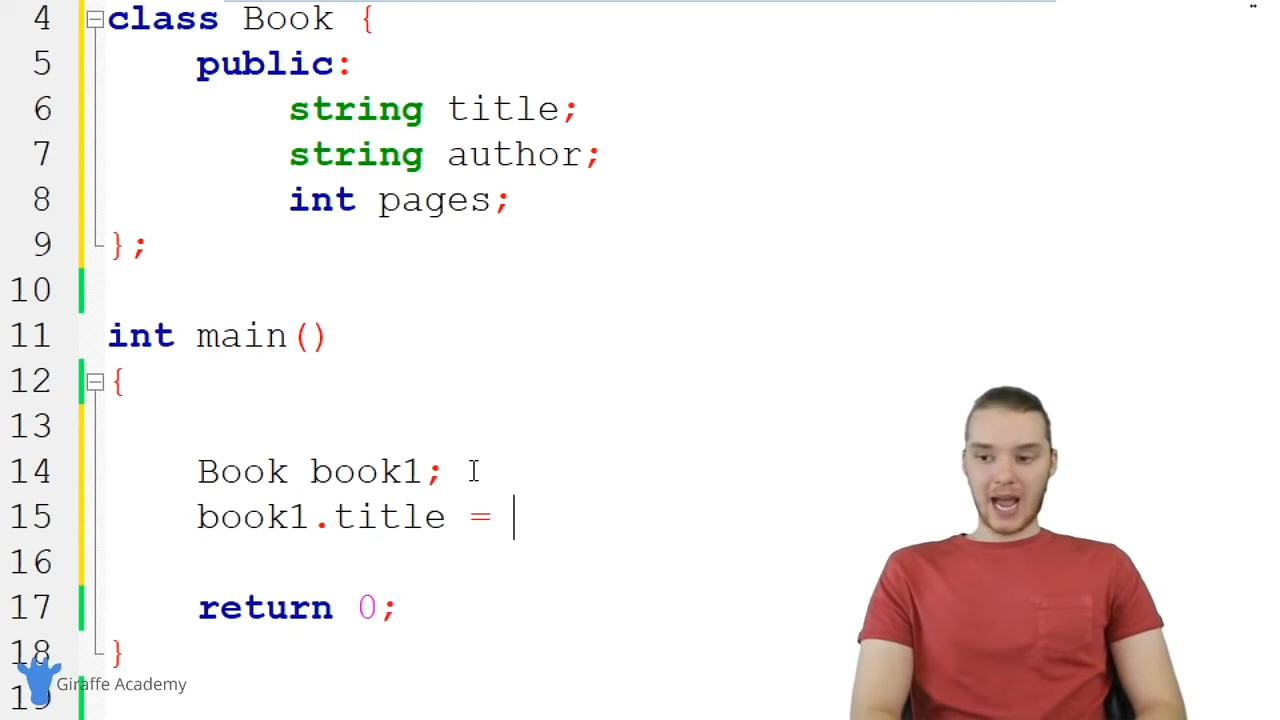 4 class Book {
5 public:
6 string title;
7 string author;
8 int pages;
9 };
10
11 int main()
12 {
13
14 Book book1;
15 book1.title =
16
17 return 0;
18 }
19
Giraffe Academy